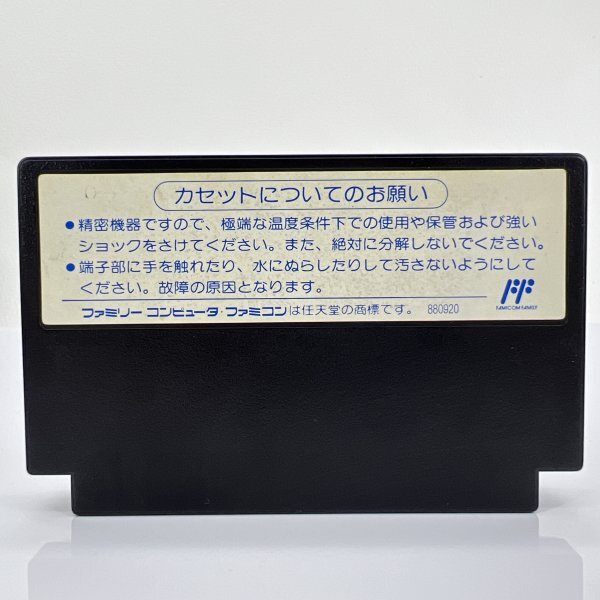 カセットについてのお願い
●精密機器ですので、極端な温度条件下での使用や保管および強い
ショックをさけてください。また、絶対に分解しないでください。
●端子部に手を触れたり、水にぬらしたりして汚さないようにして
ください。故障の原因となります。
FAMICOM FAMILY
ファミリー コンピュータ・ファミコンは任天堂の商標です。 880920